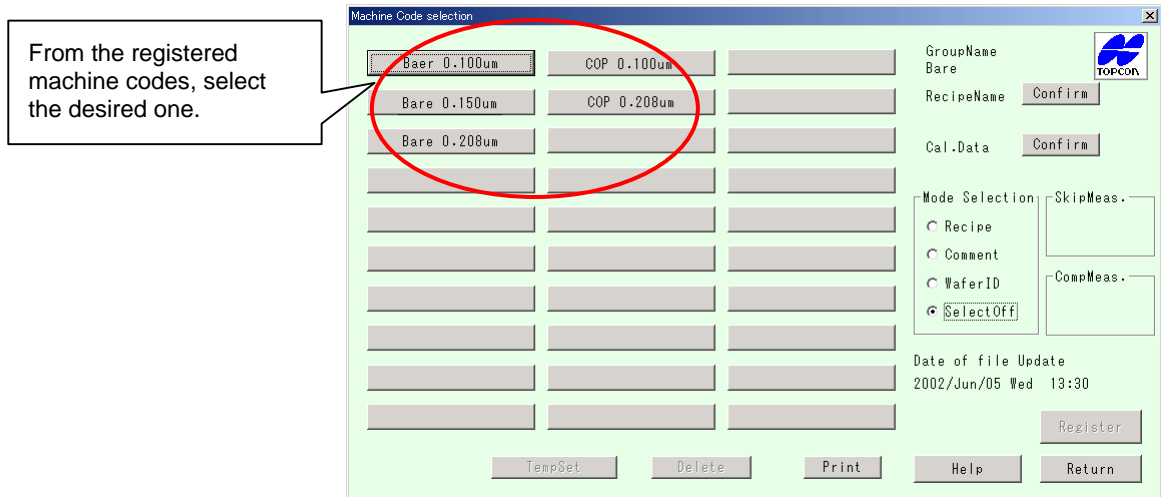 Machine Code selection
From the registered
machine codes, select
the desired one.
Baer 0.100um
COP 0.100um
Bare 0.150um
COP 0.208um
Bare 0.208um
GroupName
Bare
TOPCON
RecipeName
Confirm
Cal.Data
Confirm
Mode Selection
Recipe
Comment
WaferID
SelectOff
SkipMeas.
CompMeas.
Date of file Update
2002/Jun/05 Wed 13:30
Register
TempSet
Delete
Print
Help
Return